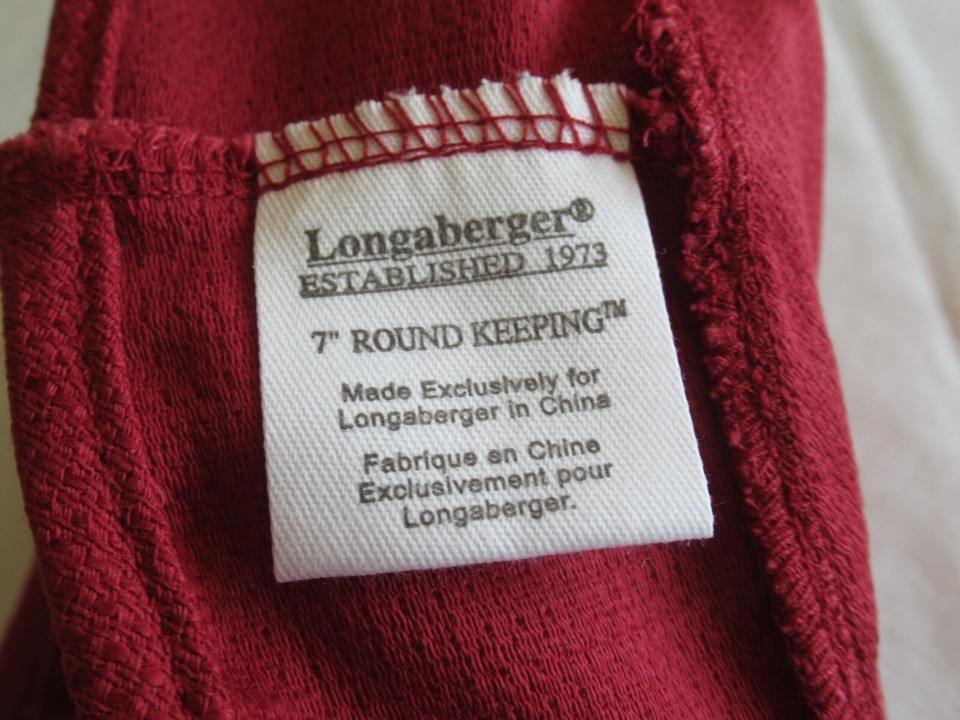 Longaberger®
ESTABLISHED 1973
7" ROUND KEEPING™
Made Exclusively for
Longaberger in China
Fabrique en Chine
Exclusivement pour
Longaberger.